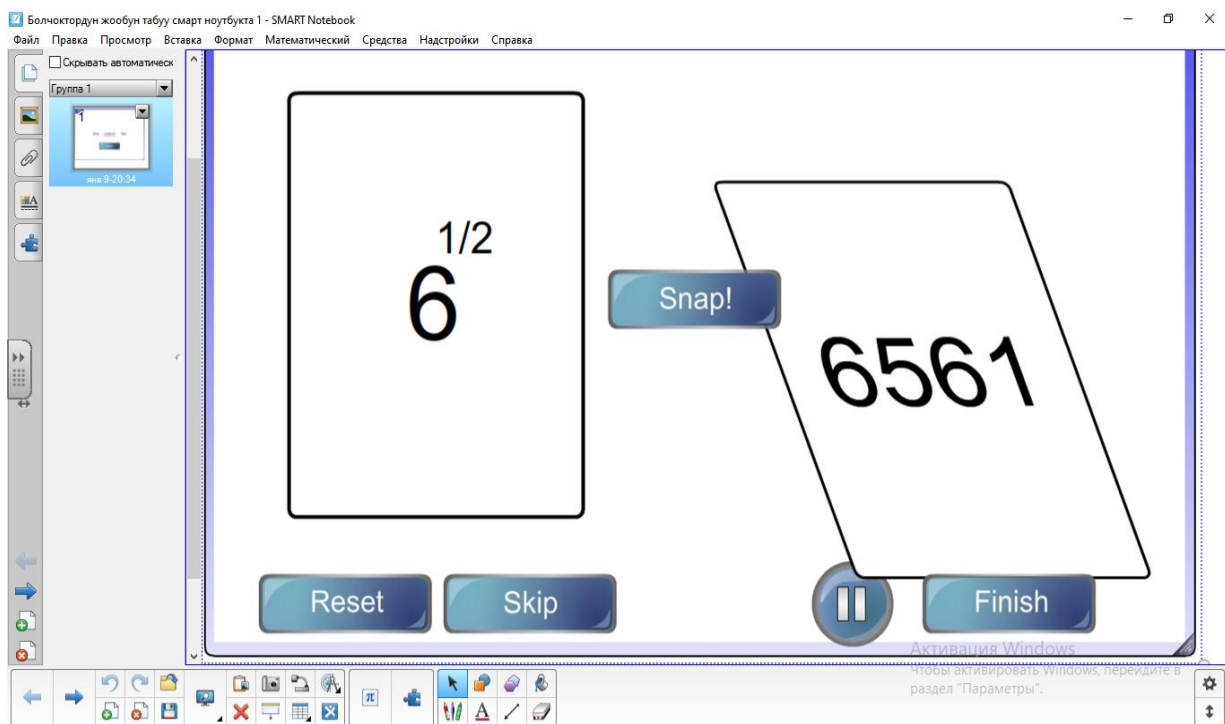 Болчоктордун жообун табуу смарт ноутбукта 1 - SMART Notebook
Файл Правка Просмотр Вставка Формат Математический Средства Надстройки Справка
Скрывать автоматическ
Группа 1
1
янв 9-20:34
6^1/2
Snap!
6561
Reset
Skip
Finish
Активация Windows
Чтобы активировать Windows, перейдите в
раздел "Параметры".
π
A